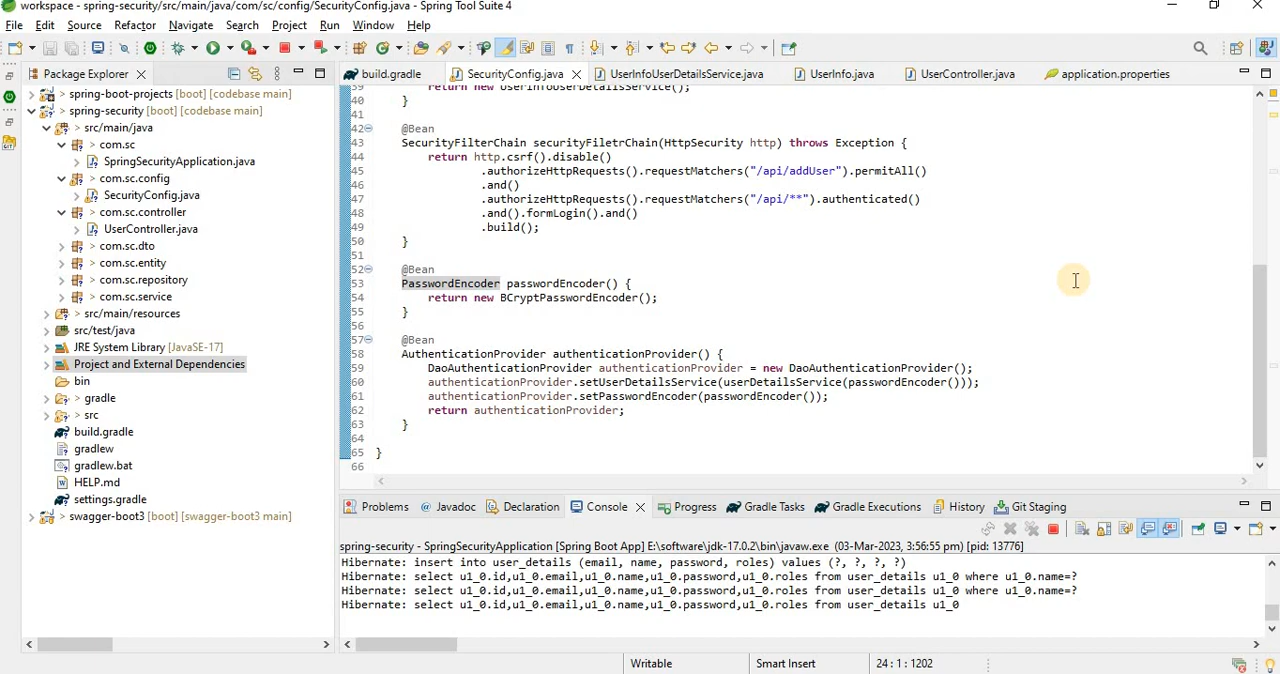 workspace - spring-security/src/main/java/com/sc/config/SecurityConfig.java - Spring Tool Suite 4
File Edit Source Refactor Navigate Search Project Run Window Help
Package Explorer
build.gradle SecurityConfig.java UserInfoUserDetailsService.java UserInfo.java UserController.java application.properties
spring-boot-projects [boot] [codebase main]
spring-security [boot] [codebase main]
src/main/java
com.sc
SpringSecurityApplication.java
com.sc.config
SecurityConfig.java
com.sc.controller
UserController.java
com.sc.dto
com.sc.entity
com.sc.repository
com.sc.service
src/main/resources
src/test/java
JRE System Library [JavaSE-17]
Project and External Dependencies
bin
gradle
src
build.gradle
gradlew
gradlew.bat
HELP.md
settings.gradle
swagger-boot3 [boot] [swagger-boot3 main]
39 return new UserInfoUserDetailsService();
40 }
41
42 @Bean
43 SecurityFilterChain securityFiletrChain(HttpSecurity http) throws Exception {
44 return http.csrf().disable()
45 .authorizeHttpRequests().requestMatchers("/api/addUser").permitAll()
46 .and()
47 .authorizeHttpRequests().requestMatchers("/api/**").authenticated()
48 .and().formLogin().and()
49 .build();
50 }
51
52 @Bean
53 PasswordEncoder passwordEncoder() {
54 return new BCryptPasswordEncoder();
55 }
56
57 @Bean
58 AuthenticationProvider authenticationProvider() {
59 DaoAuthenticationProvider authenticationProvider = new DaoAuthenticationProvider();
60 authenticationProvider.setUserDetailsService(userDetailsService(passwordEncoder()));
61 authenticationProvider.setPasswordEncoder(passwordEncoder());
62 return authenticationProvider;
63 }
64
65 }
66
Problems @ Javadoc Declaration Console Progress Gradle Tasks Gradle Executions History Git Staging
spring-security - SpringSecurityApplication [Spring Boot App] E:\software\jdk-17.0.2\bin\javaw.exe (03-Mar-2023, 3:56:55 pm) [pid: 13776]
Hibernate: insert into user_details (email, name, password, roles) values (?, ?, ?, ?)
Hibernate: select u1_0.id,u1_0.email,u1_0.name,u1_0.password,u1_0.roles from user_details u1_0 where u1_0.name=?
Hibernate: select u1_0.id,u1_0.email,u1_0.name,u1_0.password,u1_0.roles from user_details u1_0 where u1_0.name=?
Hibernate: select u1_0.id,u1_0.email,u1_0.name,u1_0.password,u1_0.roles from user_details u1_0
Writable Smart Insert 24 : 1 : 1202